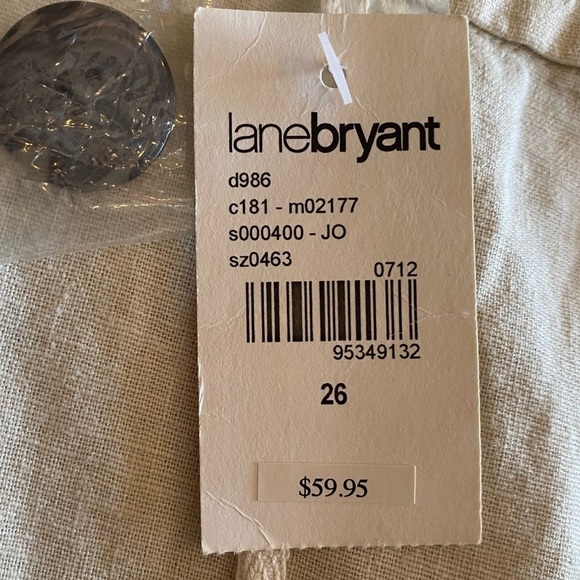 lanebryant
d986
c181 - m02177
s000400 - JO
sz0463
0712
95349132
26
$59.95